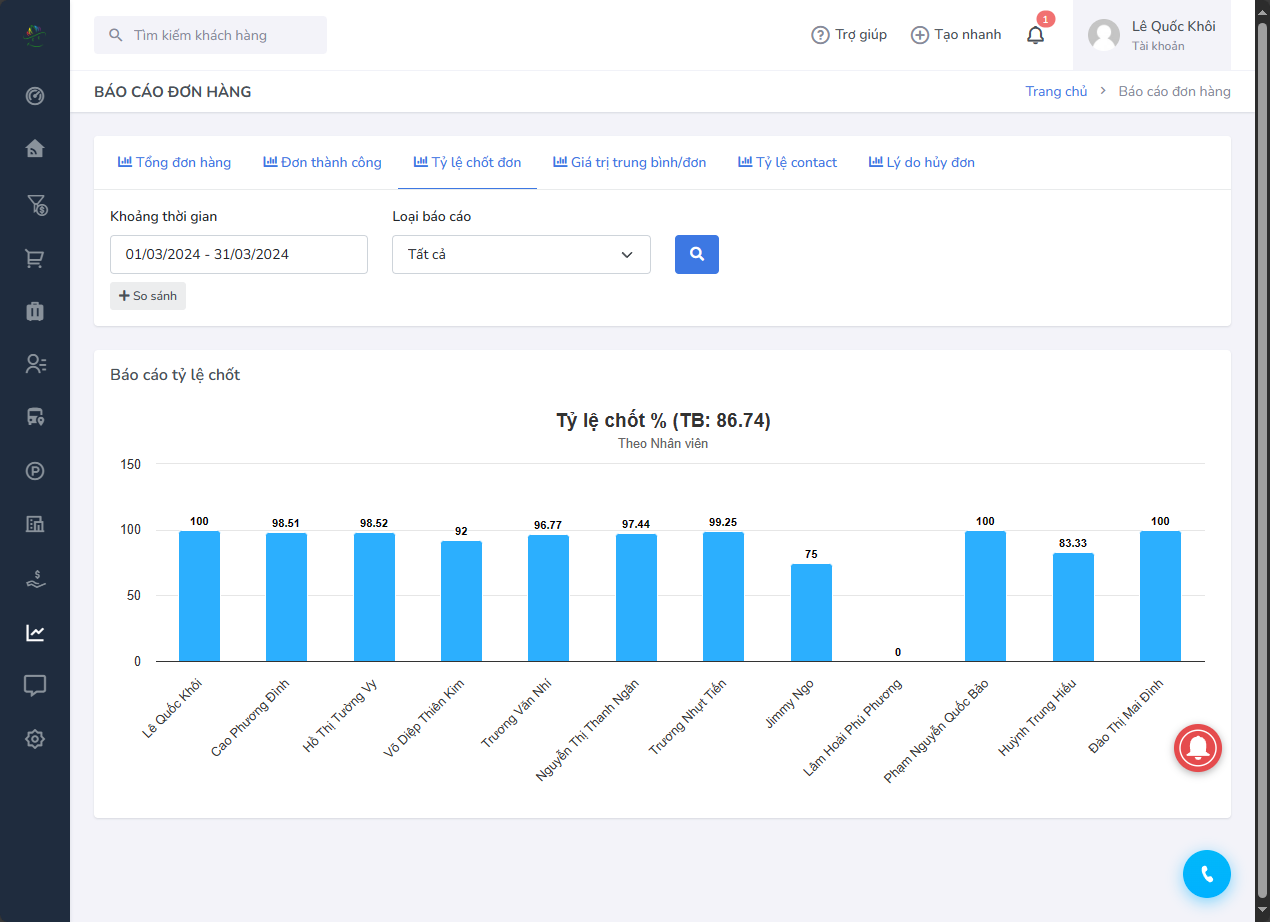 Tìm kiếm khách hàng
Trợ giúp
Tạo nhanh
1
Lê Quốc Khôi
Tài khoản
BÁO CÁO ĐƠN HÀNG
Trang chủ > Báo cáo đơn hàng
Tổng đơn hàng
Đơn thành công
Tỷ lệ chốt đơn
Giá trị trung bình/đơn
Tỷ lệ contact
Lý do hủy đơn
Khoảng thời gian
Loại báo cáo
01/03/2024 - 31/03/2024
Tất cả
So sánh
Báo cáo tỷ lệ chốt
Tỷ lệ chốt % (TB: 86.74)
Theo Nhân viên
150
100
50
0
100
98.51
98.52
92
96.77
97.44
99.25
75
0
100
83.33
100
Lê Quốc Khôi
Cao Phương Đình
Hồ Thị Tường Vy
Võ Diệp Thiên Kim
Trương Văn Nhi
Nguyễn Thị Thanh Ngân
Trương Nhựt Tiến
Jimmy Ngo
Lâm Hoài Phú Phương
Phạm Nguyễn Quốc Bảo
Huỳnh Trung Hiếu
Đào Thị Mai Đình